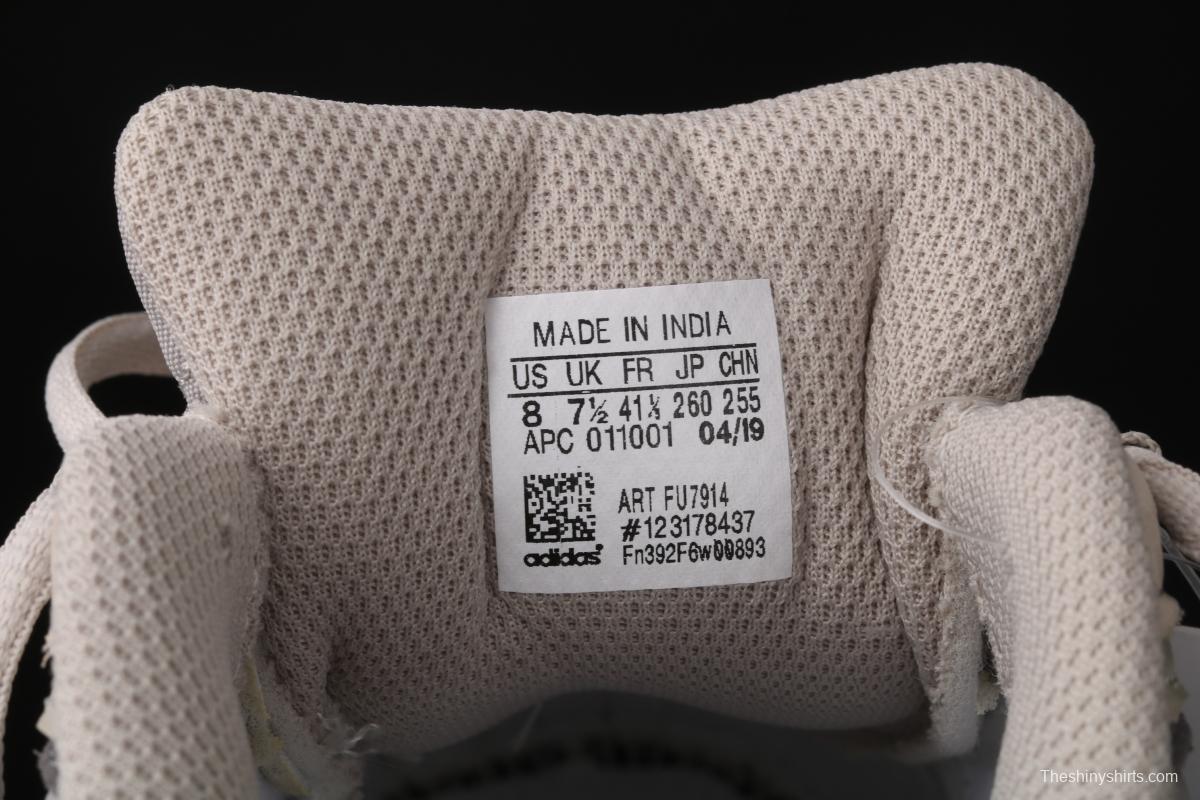 MADE IN INDIA
US UK FR JP CHN
8 7½ 41⅓ 260 255
APC 011001 04/19
ART FU7914
#123178437
adidas
Fn392F6w00893
Theshinyshirts.com